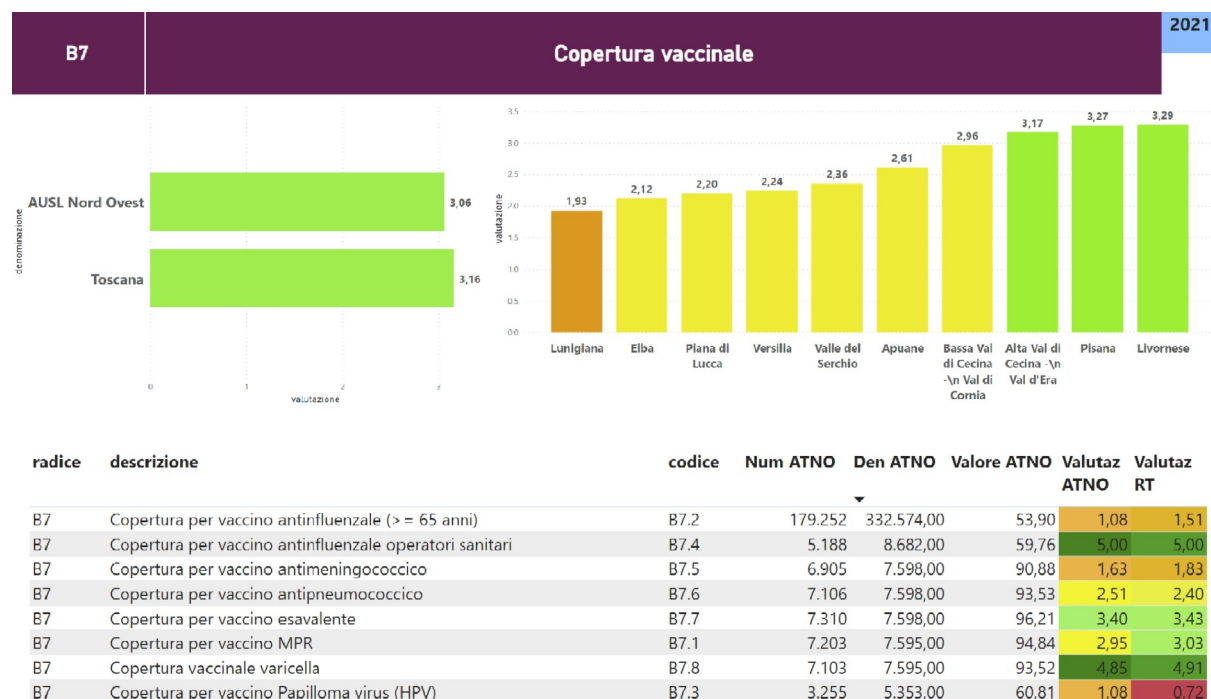 B7
Copertura vaccinale
2021
denominazione
AUSL Nord Ovest
3,06
Toscana
3,16
0 1 2 3
valutazione
valutazione
3.5
3.0
2.5
2.0
1.5
1.0
0.5
0.0
1,93 2,12 2,20 2,24 2,36 2,61 2,96 3,17 3,27 3,29
Lunigiana Elba Piana di Versilia Valle del Apuane Bassa Val Alta Val di Pisana Livornese
Lucca Serchio di Cecina Cecina -\n
-\n Val di Val d'Era
Cornia
radice descrizione codice Num ATNO Den ATNO Valore ATNO Valutaz Valutaz
ATNO RT
B7 Copertura per vaccino antinfluenzale (> = 65 anni) B7.2 179.252 332.574,00 53,90 1,08 1,51
B7 Copertura per vaccino antinfluenzale operatori sanitari B7.4 5.188 8.682,00 59,76 5,00 5,00
B7 Copertura per vaccino antimeningococcico B7.5 6.905 7.598,00 90,88 1,63 1,83
B7 Copertura per vaccino antipneumococcico B7.6 7.106 7.598,00 93,53 2,51 2,40
B7 Copertura per vaccino esavalente B7.7 7.310 7.598,00 96,21 3,40 3,43
B7 Copertura per vaccino MPR B7.1 7.203 7.595,00 94,84 2,95 3,03
B7 Copertura vaccinale varicella B7.8 7.103 7.595,00 93,52 4,85 4,91
B7 Copertura per vaccino Papilloma virus (HPV) B7.3 3.255 5.353,00 60,81 1,08 0,72